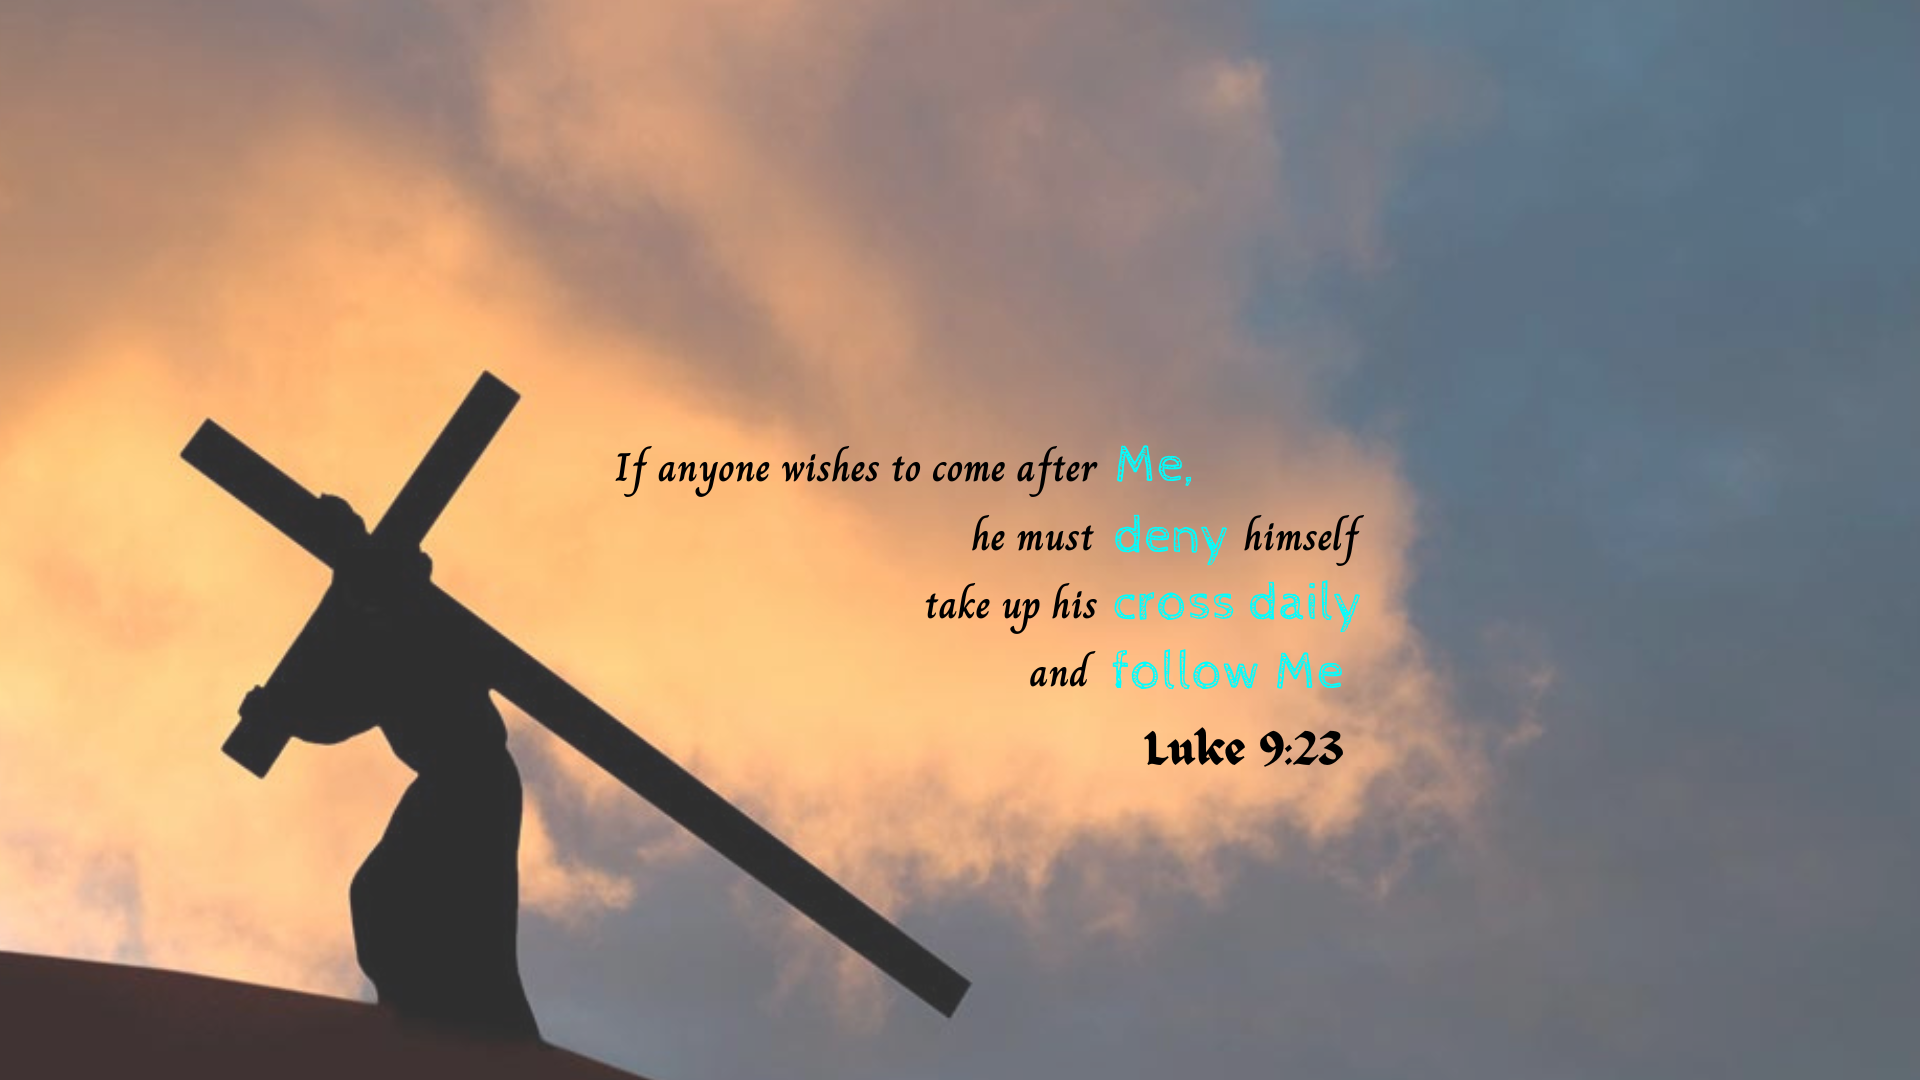 If anyone wishes to come after Me,
he must deny himself
take up his cross daily
and follow Me
Luke 9:23